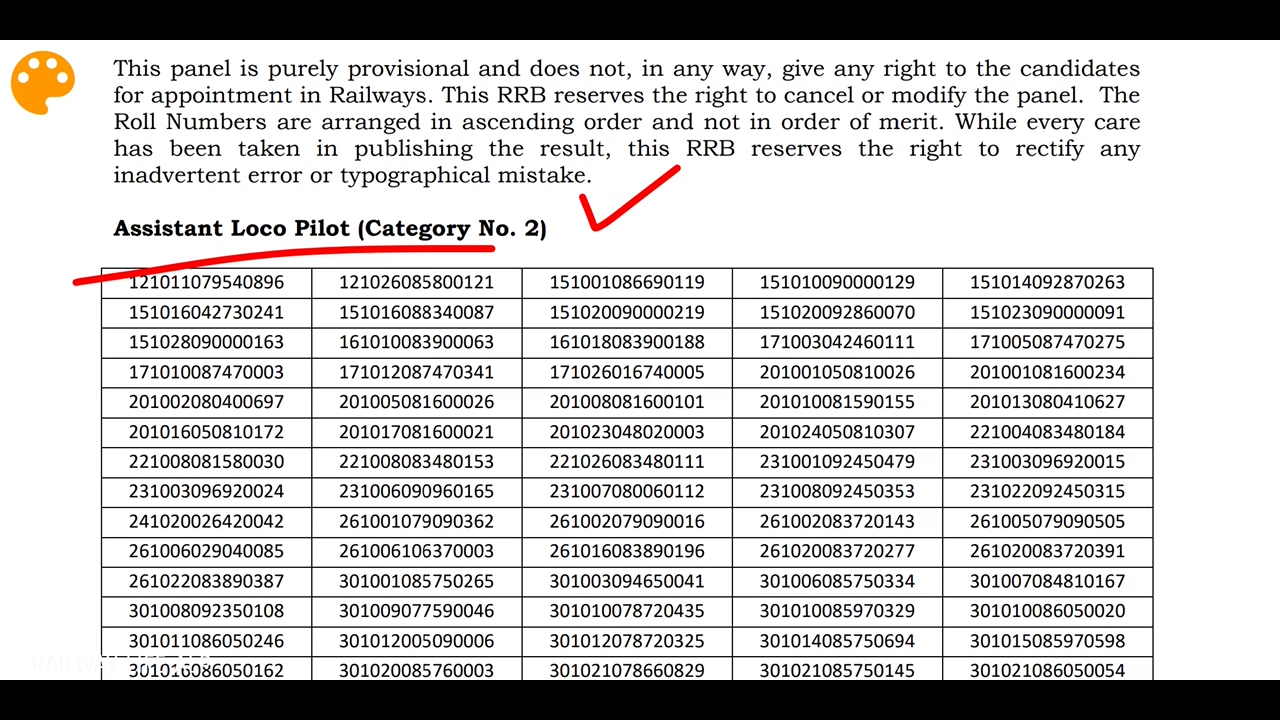 This panel is purely provisional and does not, in any way, give any right to the candidates
for appointment in Railways. This RRB reserves the right to cancel or modify the panel. The
Roll Numbers are arranged in ascending order and not in order of merit. While every care
has been taken in publishing the result, this RRB reserves the right to rectify any
inadvertent error or typographical mistake.
Assistant Loco Pilot (Category No. 2)
121011079540896 121026085800121 151001086690119 151010090000129 151014092870263
151016042730241 151016088340087 151020090000219 151020092860070 151023090000091
151028090000163 161010083900063 161018083900188 171003042460111 171005087470275
171010087470003 171012087470341 171026016740005 201001050810026 201001081600234
201002080400697 201005081600026 201008081600101 201010081590155 201013080410627
201016050810172 201017081600021 201023048020003 201024050810307 221004083480184
221008081580030 221008083480153 221026083480111 231001092450479 231003096920015
231003096920024 231006090960165 231007080060112 231008092450353 231022092450315
241020026420042 261001079090362 261002079090016 261002083720143 261005079090505
261006029040085 261006106370003 261016083890196 261020083720277 261020083720391
261022083890387 301001085750265 301003094650041 301006085750334 301007084810167
301008092350108 301009077590046 301010078720435 301010085970329 301010086050020
301011086050246 301012005090006 301012078720325 301014085750694 301015085970598
301016086050162 301020085760003 301021078660829 301021085750145 301021086050054